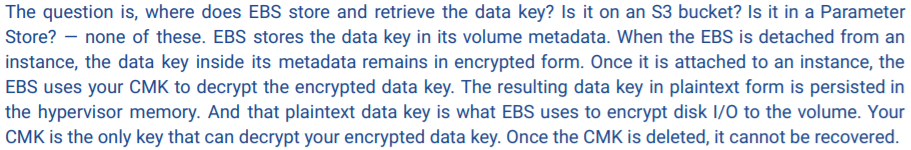 The question is, where does EBS store and retrieve the data key? Is it on an S3 bucket? Is it in a Parameter
Store? — none of these. EBS stores the data key in its volume metadata. When the EBS is detached from an
instance, the data key inside its metadata remains in encrypted form. Once it is attached to an instance, the
EBS uses your CMK to decrypt the encrypted data key. The resulting data key in plaintext form is persisted in
the hypervisor memory. And that plaintext data key is what EBS uses to encrypt disk I/O to the volume. Your
CMK is the only key that can decrypt your encrypted data key. Once the CMK is deleted, it cannot be recovered.